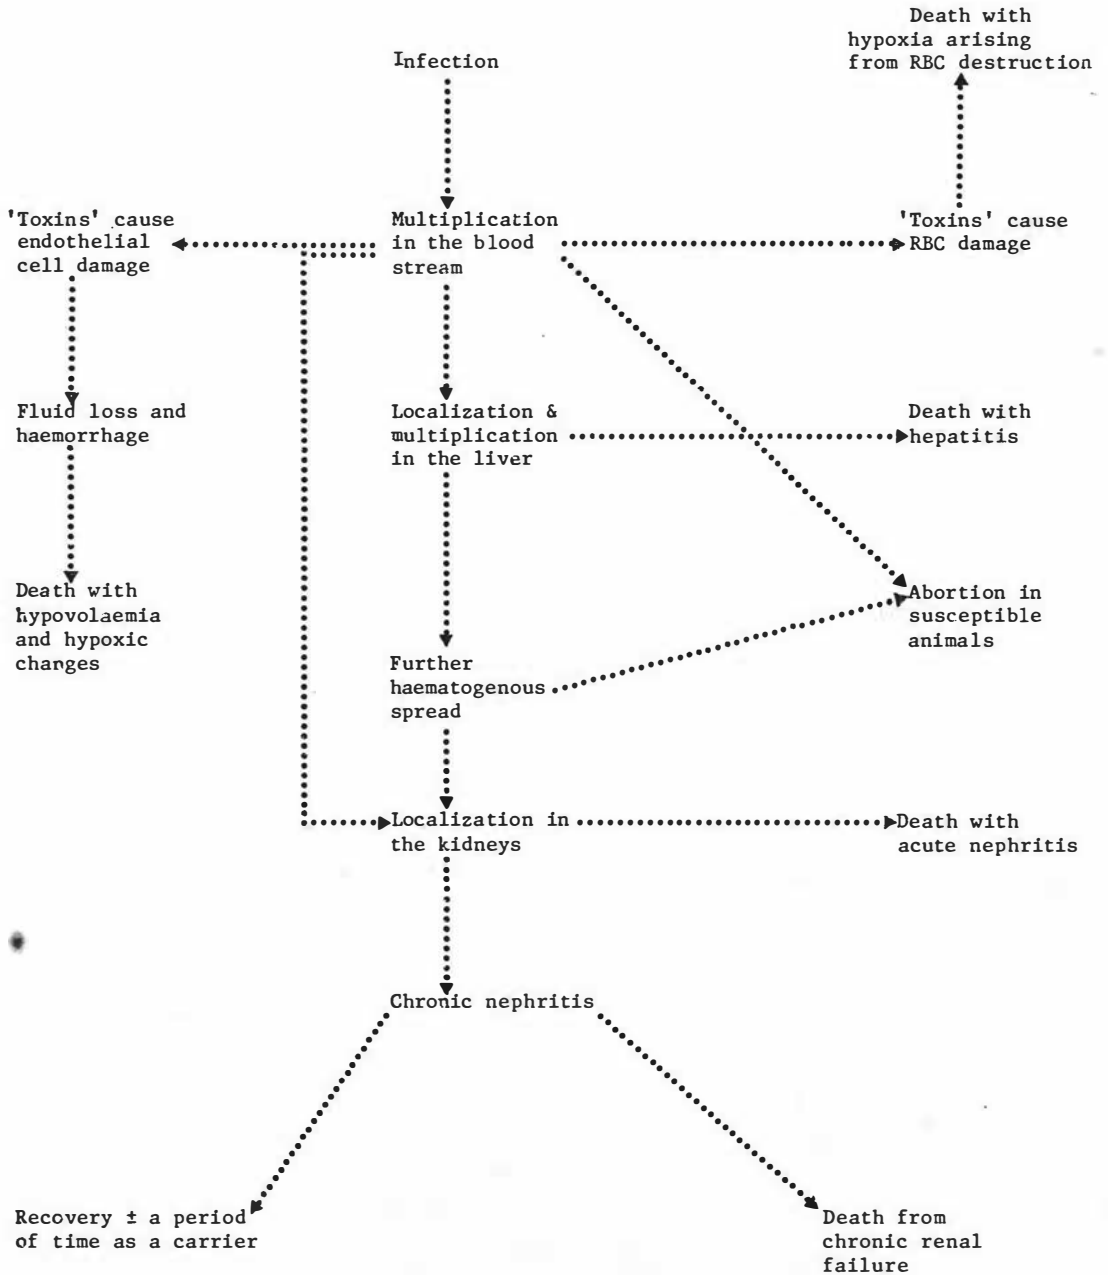 Death with
hypoxia arising
from RBC destruction
Infection
'Toxins' cause
endothelial
cell damage
Multiplication
in the blood
stream
'Toxins' cause
RBC damage
Fluid loss and
haemorrhage
Localization &
multiplication
in the liver
Death with
hepatitis
Death with
hypovolaemia
and hypoxic
changes
Abortion in
susceptible
animals
Further
haematogenous
spread
Localization in
the kidneys
Death with
acute nephritis
Chronic nephritis
Recovery ± a period
of time as a carrier
Death from
chronic renal
failure